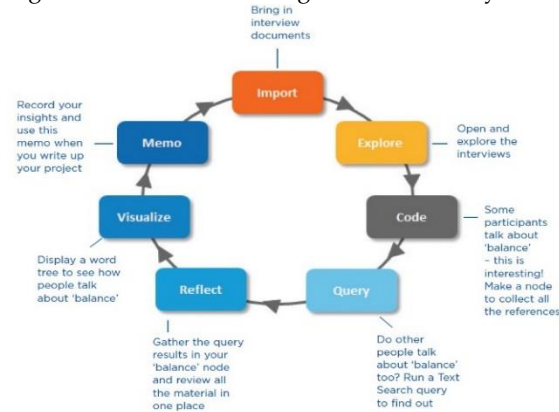 Bring in
interview
documents
Import
Explore
Open and
explore the
interviews
Code
Some
participants
talk about
'balance'
– this is
interesting!
Make a node
to collect all
the references
Query
Do other
people talk
about 'balance'
too? Run a Text
Search query
to find out
Reflect
Gather the query
results in your
'balance' node
and review all
the material in
one place
Visualize
Display a word
tree to see how
people talk
about 'balance'
Memo
Record your
insights and
use this
memo when
you write up
your project